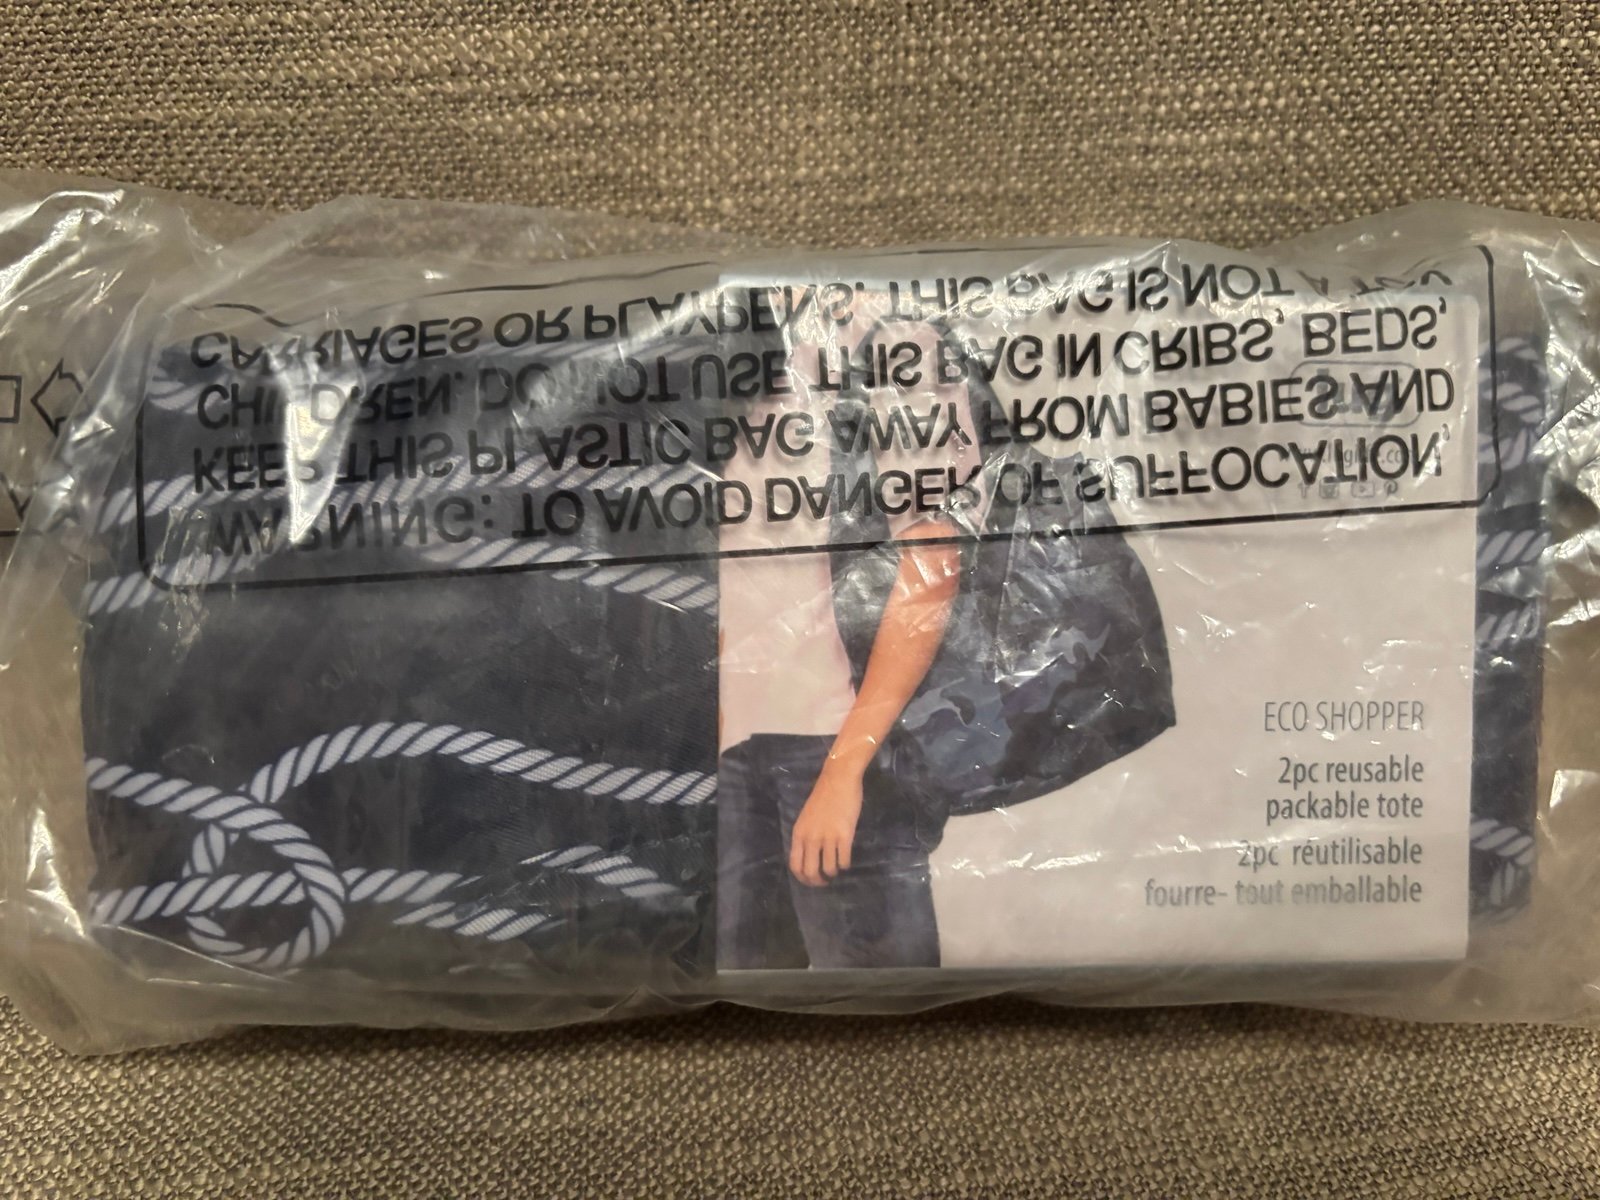 WARNING: TO AVOID DANGER OF SUFFOCATION,
KEEP THIS PLASTIC BAG AWAY FROM BABIES AND
CHILDREN. DO NOT USE THIS BAG IN CRIBS, BEDS,
CARRIAGES OR PLAYPENS. THIS BAG IS NOT A TOY
ECO SHOPPER
2pc reusable
packable tote
2pc réutilisable
fourre- tout emballable